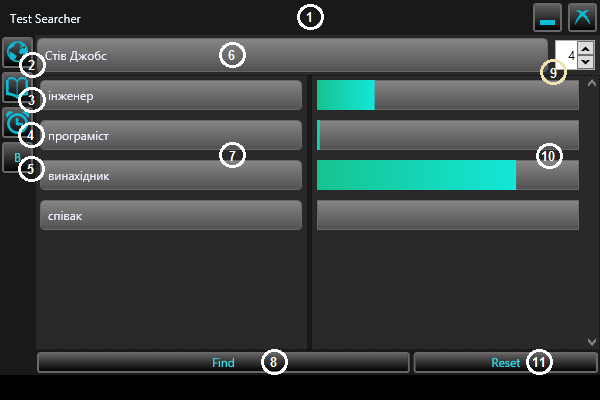 Test Searcher
1
6
Стів Джобс
4
2
9
3
інженер
4
програміст
7
10
5
В
винахідник
співак
Find
8
Reset
11